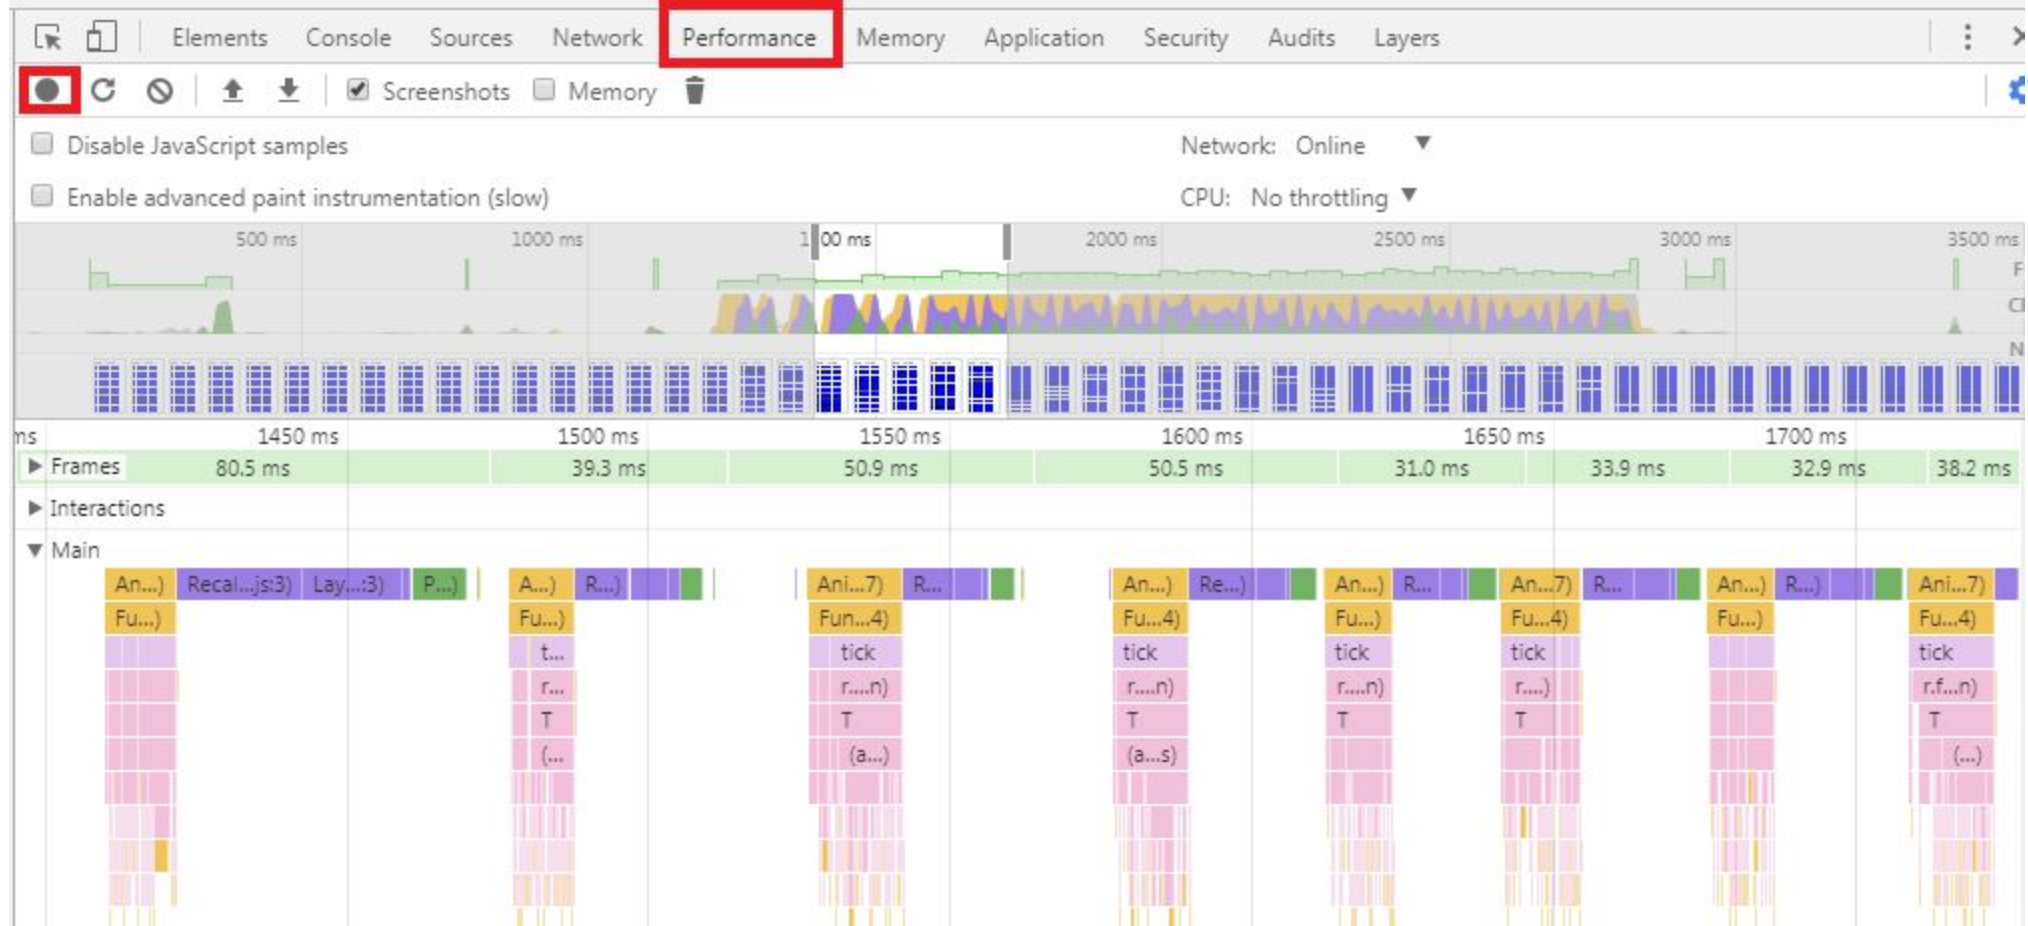 Elements Console Sources Network Performance Memory Application Security Audits Layers
Screenshots Memory
Disable JavaScript samples Network: Online
Enable advanced paint instrumentation (slow) CPU: No throttling
500 ms 1000 ms 1 00 ms 2000 ms 2500 ms 3000 ms 3500 ms
F
CF
N
ms 1450 ms 1500 ms 1550 ms 1600 ms 1650 ms 1700 ms
Frames 80.5 ms 39.3 ms 50.9 ms 50.5 ms 31.0 ms 33.9 ms 32.9 ms 38.2 ms
Interactions
Main
An...) Recal...js:3) Lay...:3) P...) A...) R...) Ani...7) R... An...) Re...) An...) R... An...7) R... An...) R...) Ani...7)
Fu...) Fu...) Fun...4) Fu...4) Fu...) Fu...4) Fu...) Fu...4)
t... tick tick tick tick tick
r... r....n) r....n) r....n) r....) r.f...n)
T T T T T T
(... (a...) (a...s) (...)